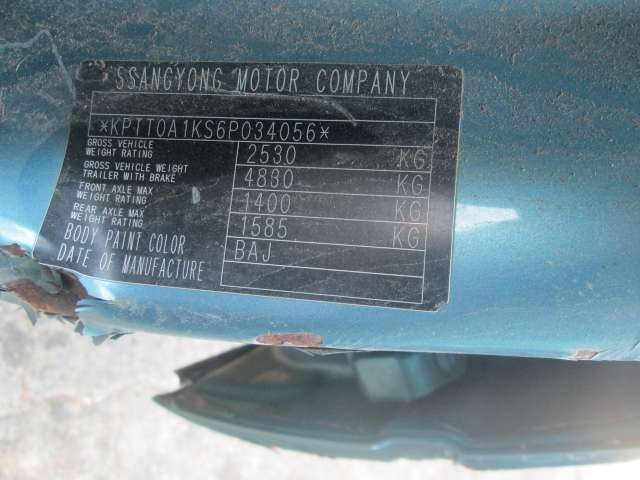 SSANGYONG MOTOR COMPANY
*KPTT0A1KS6P034056*
GROSS VEHICLE WEIGHT RATING 2530 KG
GROSS VEHICLE WEIGHT TRAILER WITH BRAKE 4830 KG
FRONT AXLE MAX WEIGHT RATING 1400 KG
REAR AXLE MAX WEIGHT RATING 1585 KG
BODY PAINT COLOR BAJ
DATE OF MANUFACTURE